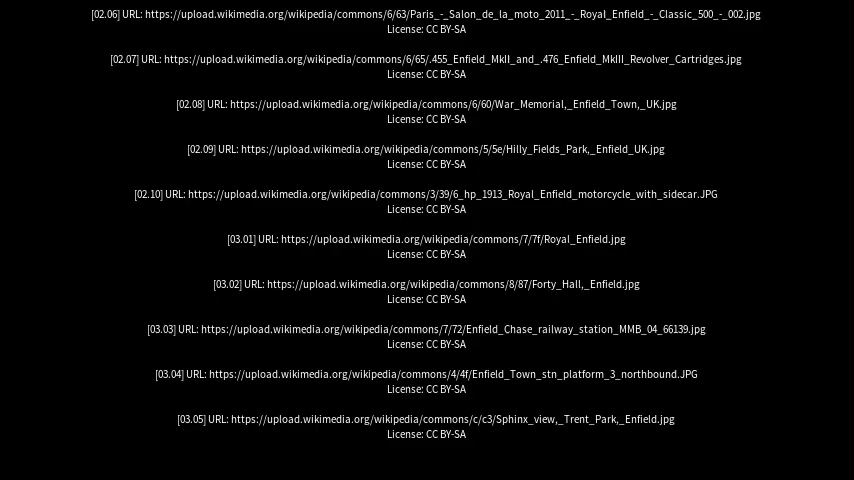 [02.06] URL: https://upload.wikimedia.org/wikipedia/commons/6/63/Paris_-_Salon_de_la_moto_2011_-_Royal_Enfield_-_Classic_500_-_002.jpg
License: CC BY-SA
[02.07] URL: https://upload.wikimedia.org/wikipedia/commons/6/65/.455_Enfield_MkII_and_.476_Enfield_MkIII_Revolver_Cartridges.jpg
License: CC BY-SA
[02.08] URL: https://upload.wikimedia.org/wikipedia/commons/6/60/War_Memorial,_Enfield_Town,_UK.jpg
License: CC BY-SA
[02.09] URL: https://upload.wikimedia.org/wikipedia/commons/5/5e/Hilly_Fields_Park,_Enfield_UK.jpg
License: CC BY-SA
[02.10] URL: https://upload.wikimedia.org/wikipedia/commons/3/39/6_hp_1913_Royal_Enfield_motorcycle_with_sidecar.JPG
License: CC BY-SA
[03.01] URL: https://upload.wikimedia.org/wikipedia/commons/7/7f/Royal_Enfield.jpg
License: CC BY-SA
[03.02] URL: https://upload.wikimedia.org/wikipedia/commons/8/87/Forty_Hall,_Enfield.jpg
License: CC BY-SA
[03.03] URL: https://upload.wikimedia.org/wikipedia/commons/7/72/Enfield_Chase_railway_station_MMB_04_66139.jpg
License: CC BY-SA
[03.04] URL: https://upload.wikimedia.org/wikipedia/commons/4/4f/Enfield_Town_stn_platform_3_northbound.JPG
License: CC BY-SA
[03.05] URL: https://upload.wikimedia.org/wikipedia/commons/c/c3/Sphinx_view,_Trent_Park,_Enfield.jpg
License: CC BY-SA